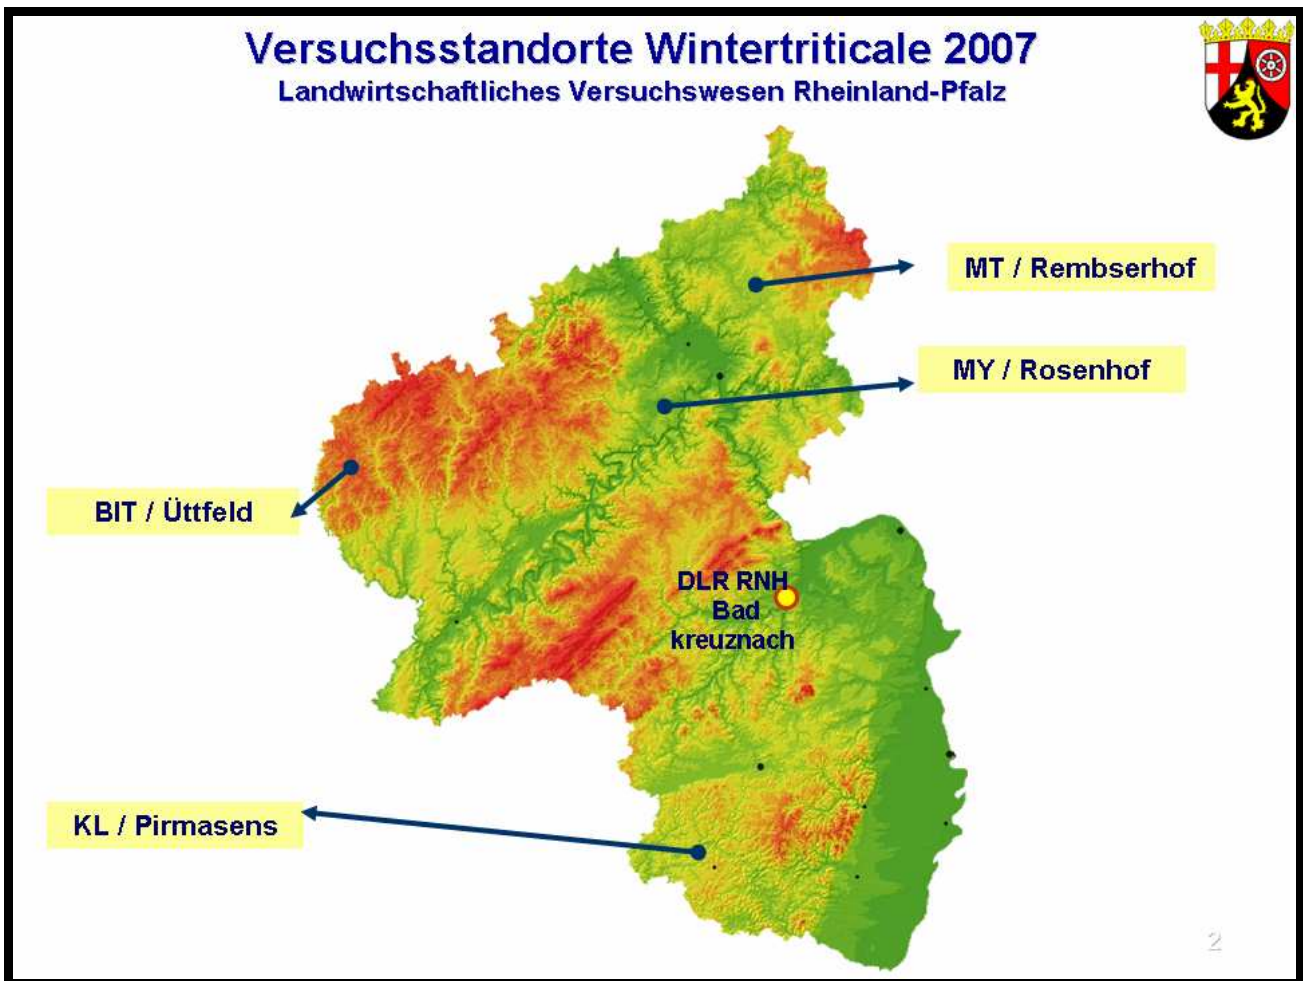 Versuchsstandorte Wintertriticale 2007
Landwirtschaftliches Versuchswesen Rheinland-Pfalz
MT / Rembserhof
MY / Rosenhof
BIT / Üttfeld
DLR RNH
Bad
kreuznach
KL / Pirmasens
2